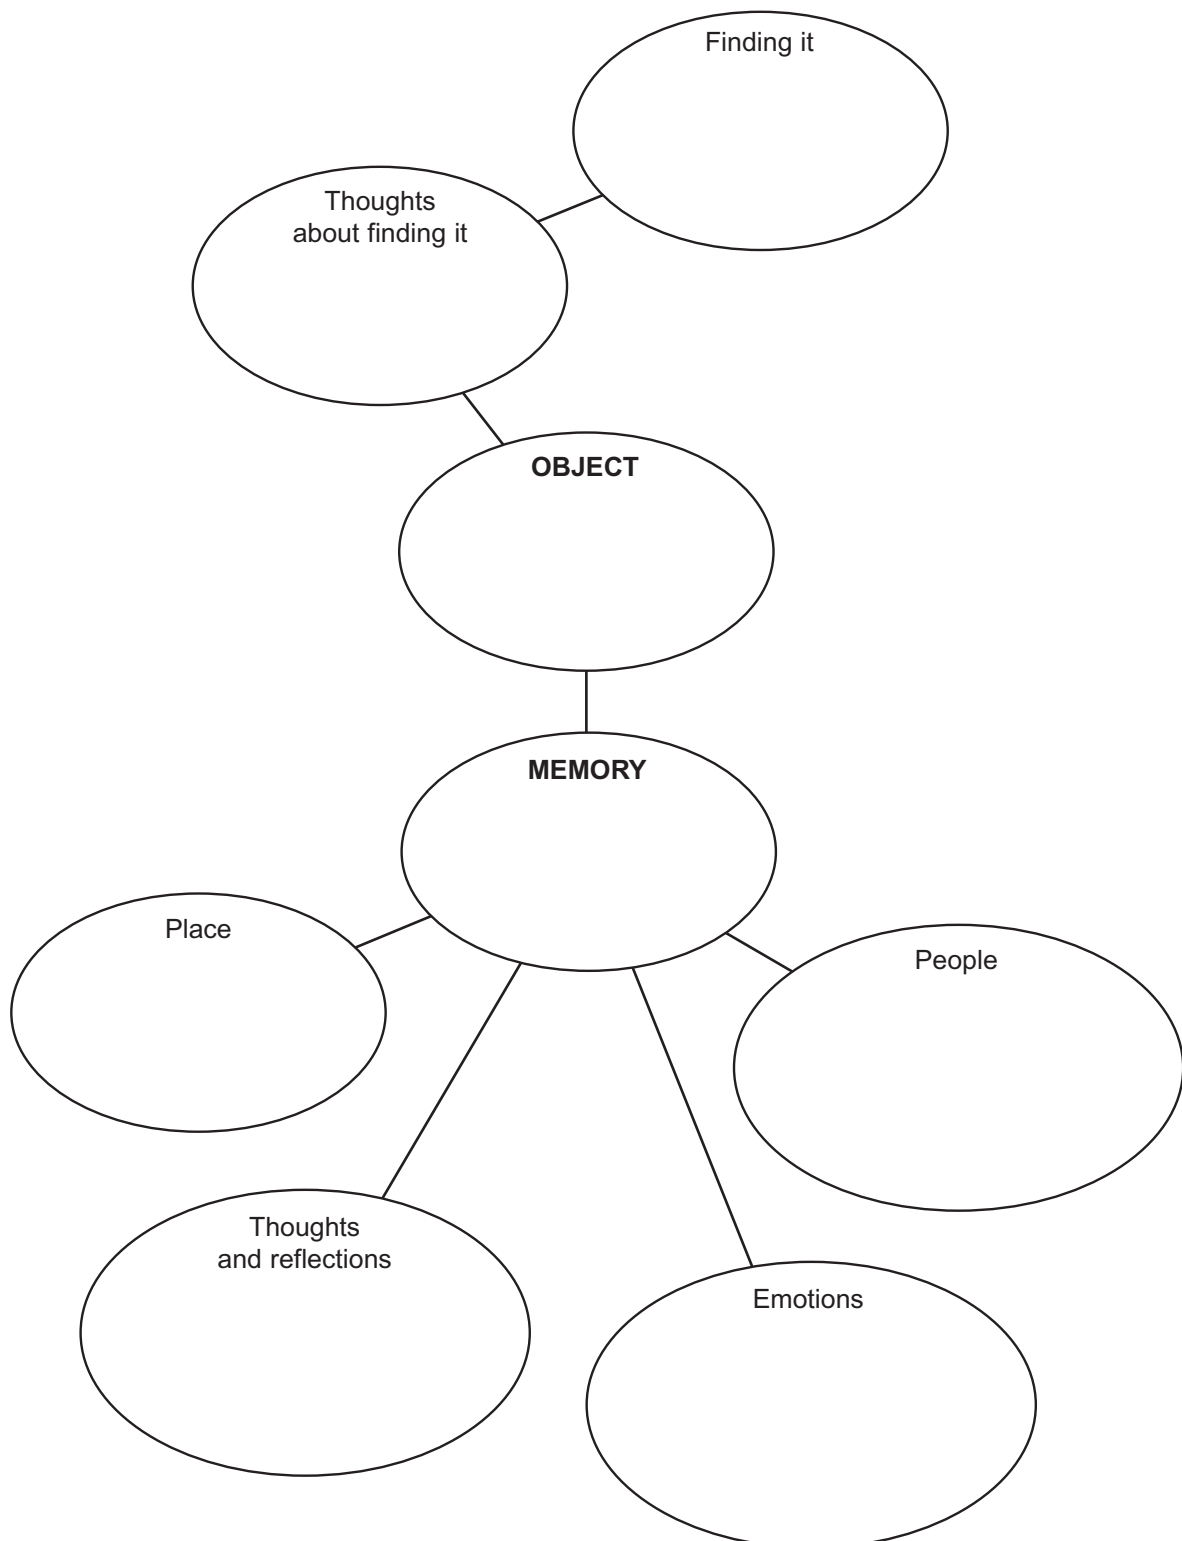 Finding it
Thoughts
about finding it
OBJECT
MEMORY
Place
People
Thoughts
and reflections
Emotions